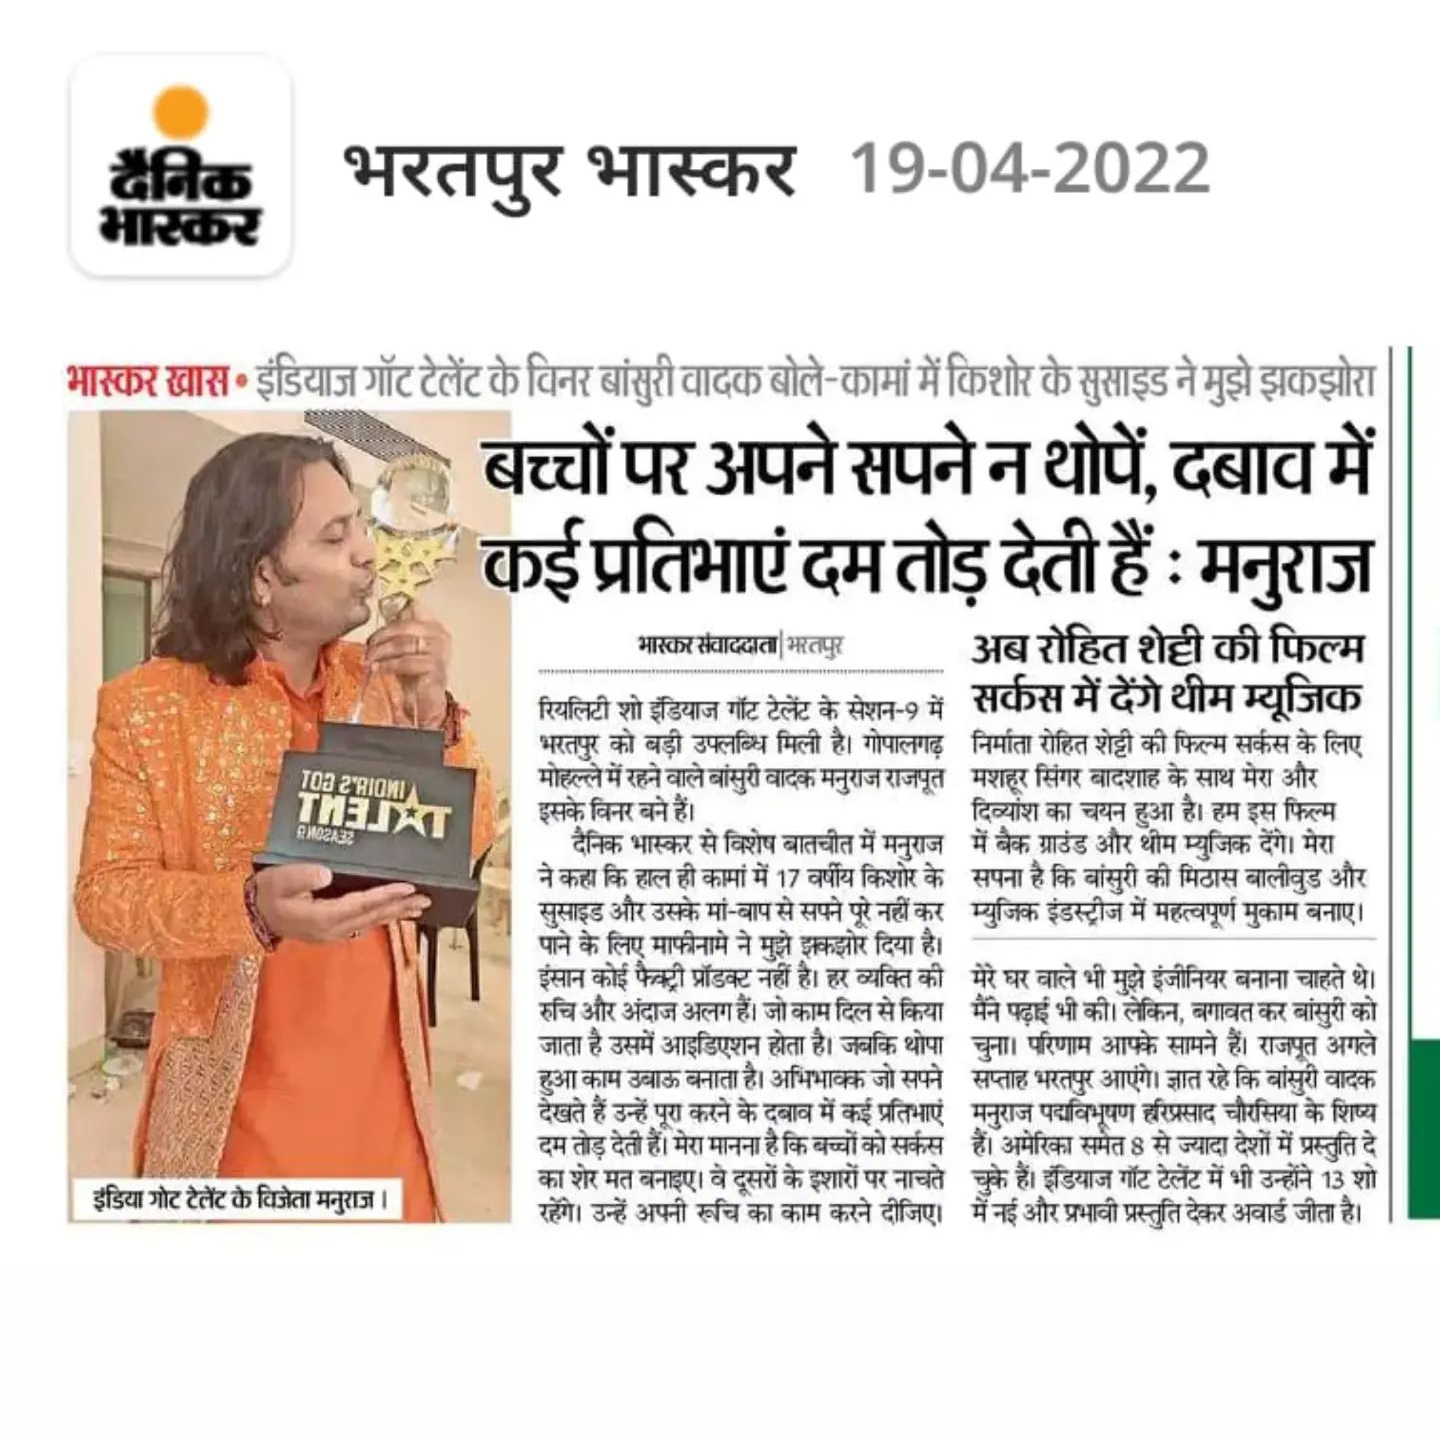 दैनिक
भास्कर
भरतपुर भास्कर 19-04-2022
भास्कर खास • इंडियाज गॉट टेलेंट के विनर बांसुरी वादक बोले-कामां में किशोर के सुसाइड ने मुझे झकझोरा
बच्चों पर अपने सपने न थोपें, दबाव में
कई प्रतिभाएं दम तोड़ देती हैं : मनुराज
INDIA'S GOT
TALENT
SEASON 9
इंडिया गोट टेलेंट के विजेता मनुराज।
भास्कर संवाददाता | भरतपुर
रियलिटी शो इंडियाज गॉट टेलेंट के सेशन-9 में
भरतपुर को बड़ी उपलब्धि मिली है। गोपालगढ़
मोहल्ले में रहने वाले बांसुरी वादक मनुराज राजपूत
इसके विनर बने हैं।
दैनिक भास्कर से विशेष बातचीत में मनुराज
ने कहा कि हाल ही कामां में 17 वर्षीय किशोर के
सुसाइड और उसके मां-बाप से सपने पूरे नहीं कर
पाने के लिए माफीनामे ने मुझे झकझोर दिया है।
इंसान कोई फैक्ट्री प्रॉडक्ट नहीं है। हर व्यक्ति की
रुचि और अंदाज अलग हैं। जो काम दिल से किया
जाता है उसमें आइडिएशन होता है। जबकि थोपा
हुआ काम उबाऊ बनाता है। अभिभावक जो सपने
देखते हैं उन्हें पूरा करने के दबाव में कई प्रतिभाएं
दम तोड़ देती हैं। मेरा मानना है कि बच्चों को सर्कस
का शेर मत बनाइए। वे दूसरों के इशारों पर नाचते
रहेंगे। उन्हें अपनी रूचि का काम करने दीजिए।
अब रोहित शेट्टी की फिल्म
सर्कस में देंगे थीम म्यूजिक
निर्माता रोहित शेट्टी की फिल्म सर्कस के लिए
मशहूर सिंगर बादशाह के साथ मेरा और
दिव्यांश का चयन हुआ है। हम इस फिल्म
में बैक ग्राउंड और थीम म्युजिक देंगे। मेरा
सपना है कि बांसुरी की मिठास बालीवुड और
म्युजिक इंडस्ट्रीज में महत्वपूर्ण मुकाम बनाए।
मेरे घर वाले भी मुझे इंजीनियर बनाना चाहते थे।
मैंने पढ़ाई भी की। लेकिन, बगावत कर बांसुरी को
चुना। परिणाम आपके सामने हैं। राजपूत अगले
सप्ताह भरतपुर आएंगे। ज्ञात रहे कि बांसुरी वादक
मनुराज पद्मविभूषण हरिप्रसाद चौरसिया के शिष्य
हैं। अमेरिका समेत 8 से ज्यादा देशों में प्रस्तुति दे
चुके हैं। इंडियाज गॉट टेलेंट में भी उन्होंने 13 शो
में नई और प्रभावी प्रस्तुति देकर अवार्ड जीता है।